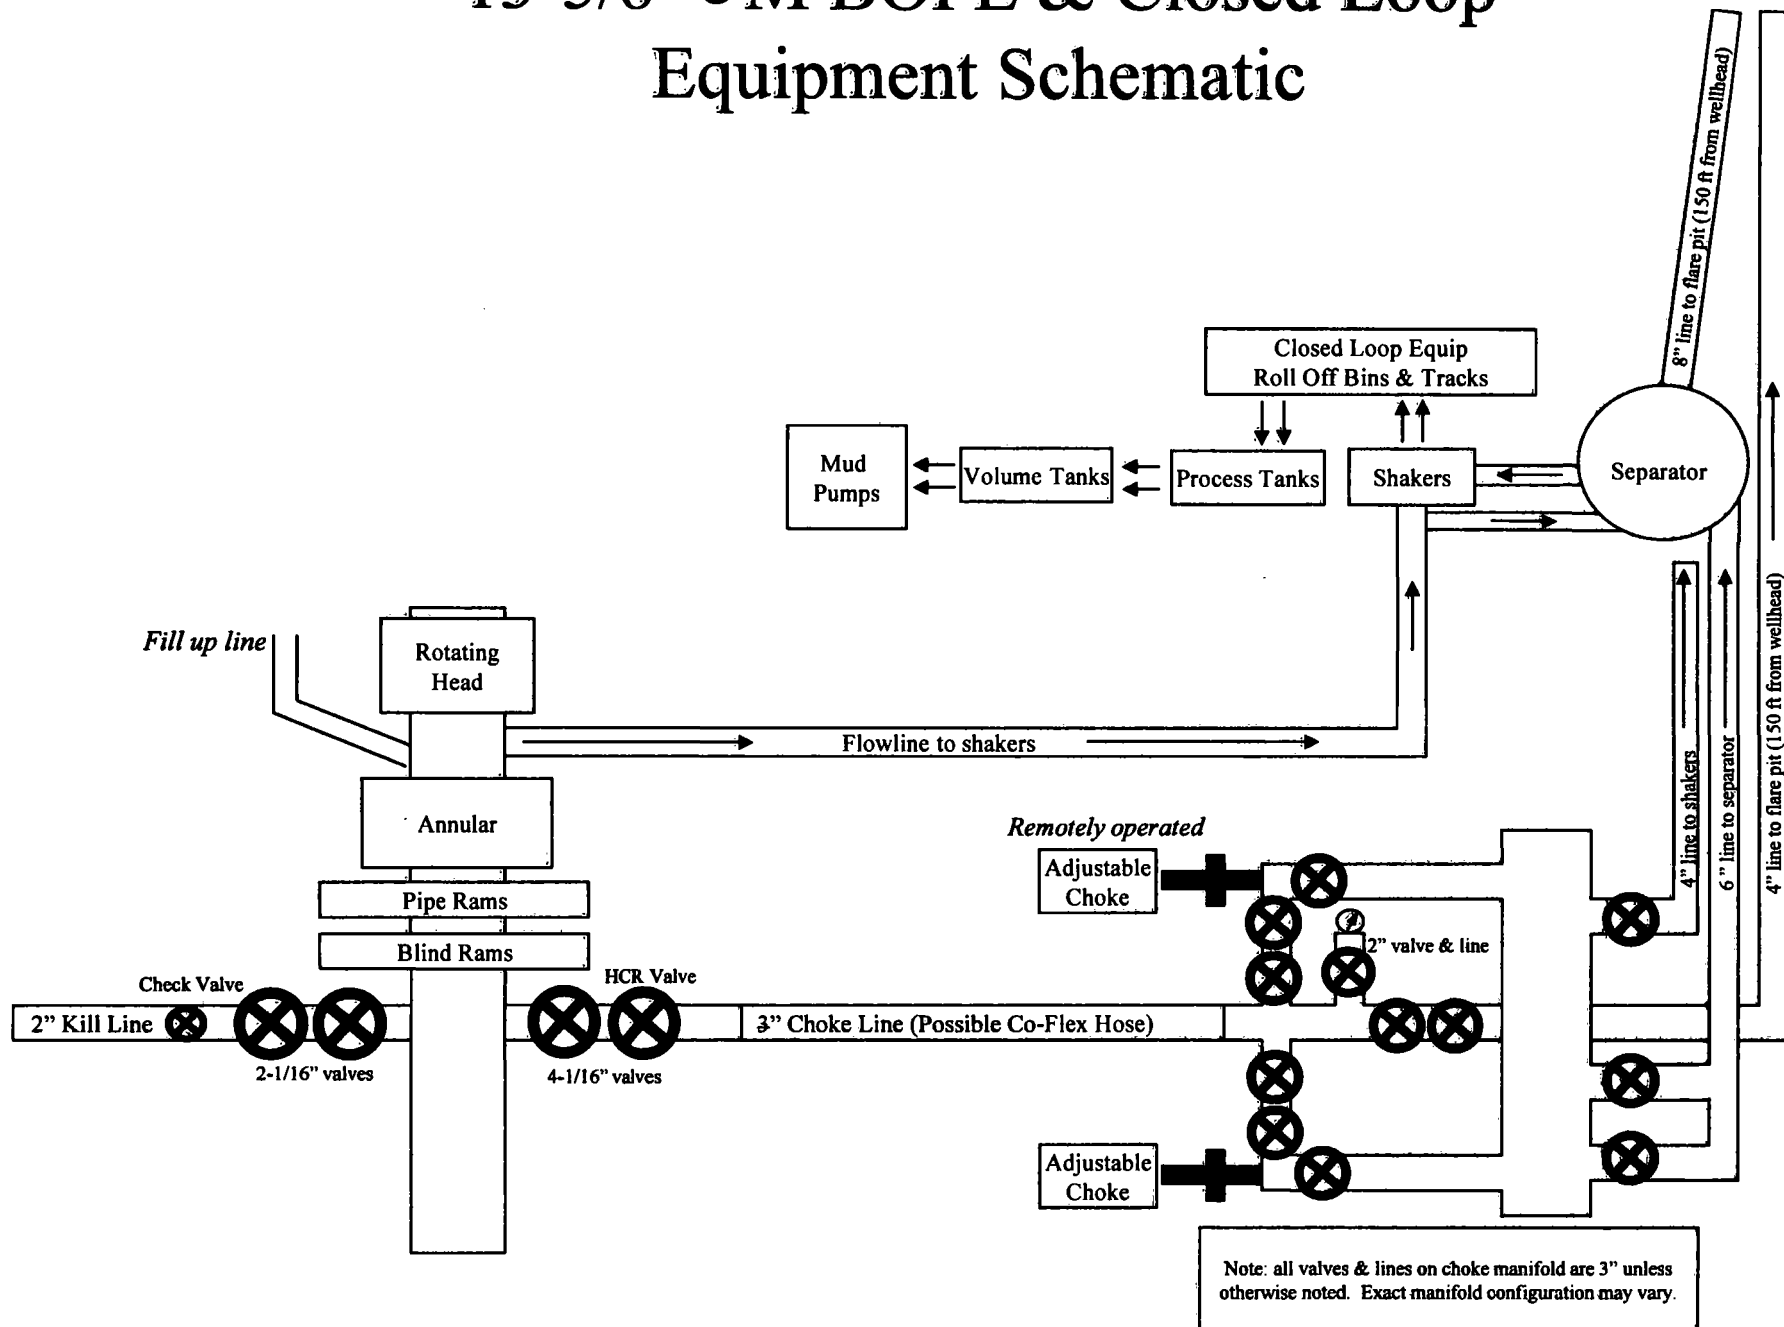 M BOPE & Closed Loop
Equipment Schematic
8” line to flare pit (150 ft from wellhead)
Closed Loop Equip
Roll Off Bins & Tracks
Mud
Pumps
Volume Tanks
Process Tanks
Shakers
Separator
Fill up line
Rotating
Head
Flowline to shakers
4” line to shakers
6” line to separator
4” line to flare pit (150 ft from wellhead)
Annular
Remotely operated
Adjustable
Choke
Pipe Rams
Blind Rams
2” valve & line
Check Valve
HCR Valve
2” Kill Line
3” Choke Line (Possible Co-Flex Hose)
2-1/16” valves
4-1/16” valves
Adjustable
Choke
Note: all valves & lines on choke manifold are 3” unless
otherwise noted. Exact manifold configuration may vary.